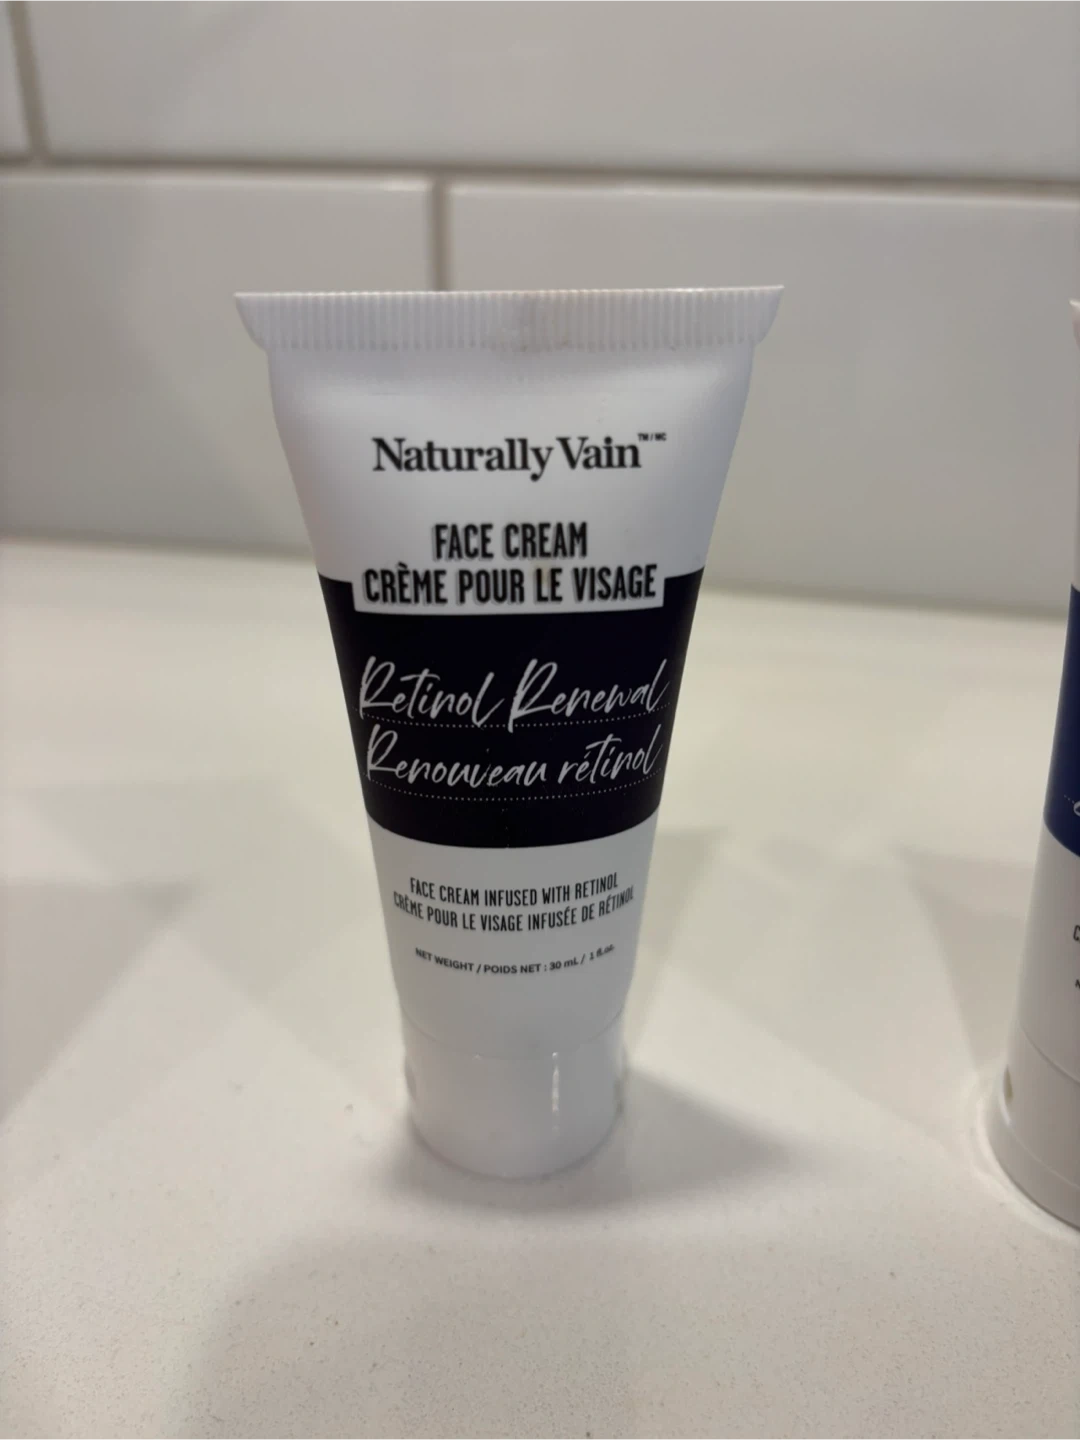 Naturally Vain™/MC
FACE CREAM
CRÈME POUR LE VISAGE
Retinol Renewal
Renouveau rétinol
FACE CREAM INFUSED WITH RETINOL
CRÈME POUR LE VISAGE INFUSÉE DE RÉTINOL
NET WEIGHT / POIDS NET : 30 mL / 1 fl.oz.